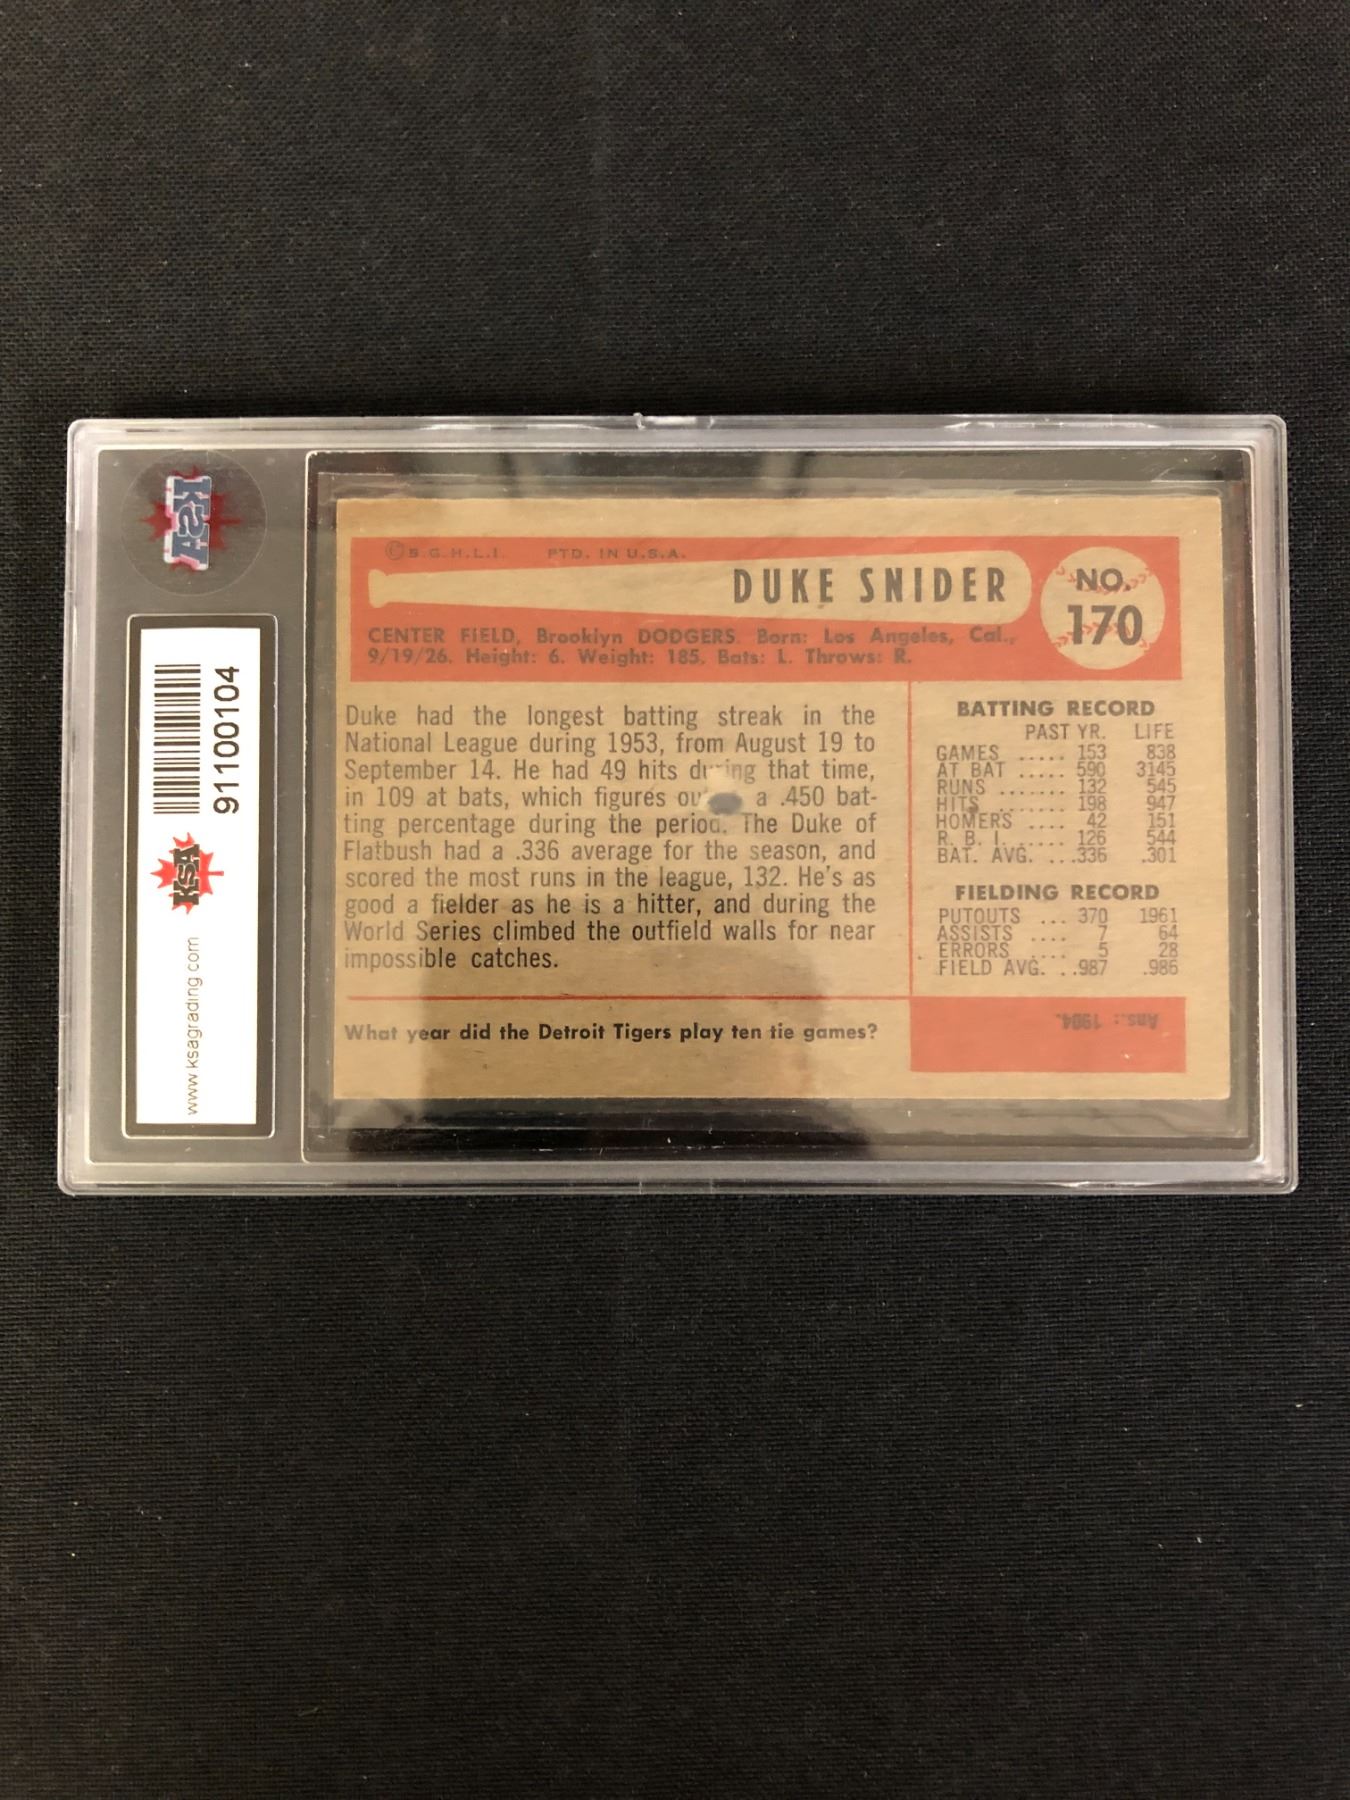 KSA
91100104
KSA
www.ksagrading.com
© B.G.H.L.I. PTD. IN U.S.A.
DUKE SNIDER
NO.
170
CENTER FIELD, Brooklyn DODGERS. Born: Los Angeles, Cal.,
9/19/26. Height: 6. Weight: 185. Bats: L. Throws: R.
Duke had the longest batting streak in the
National League during 1953, from August 19 to
September 14. He had 49 hits during that time,
in 109 at bats, which figures a .450 bat-
ting percentage during the period. The Duke of
Flatbush had a .336 average for the season, and
scored the most runs in the league, 132. He's as
good a fielder as he is a hitter, and during the
World Series climbed the outfield walls for near
impossible catches.
What year did the Detroit Tigers play ten tie games?
BATTING RECORD
PAST YR. LIFE
GAMES ..... 153 838
AT BAT ..... 590 3145
RUNS ....... 132 545
HITS ....... 198 947
HOMERS .... 42 151
R. B. I. ..... 126 544
BAT. AVG. ...336 .301
FIELDING RECORD
PUTOUTS ... 370 1961
ASSISTS .... 7 64
ERRORS .... 5 28
FIELD AVG. ..987 .986
Ans.: 1904.